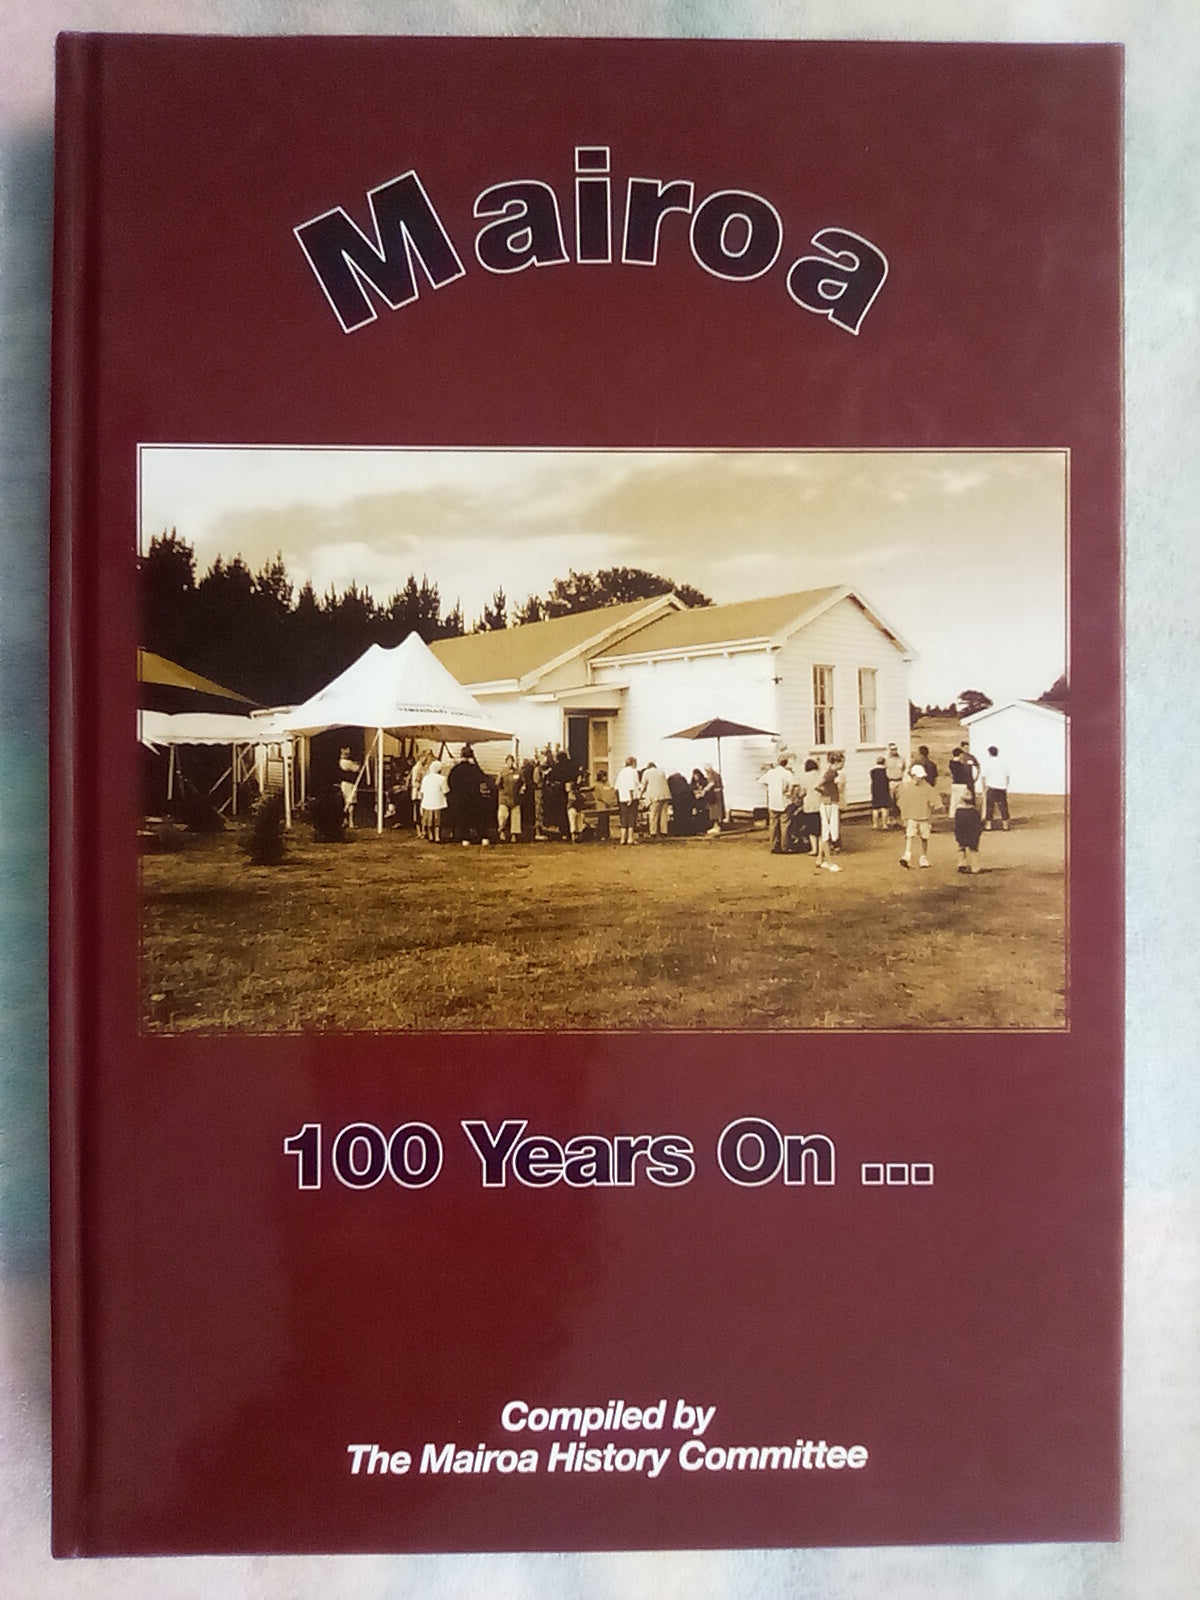 Mairoa
100 Years On ...
Compiled by
The Mairoa History Committee